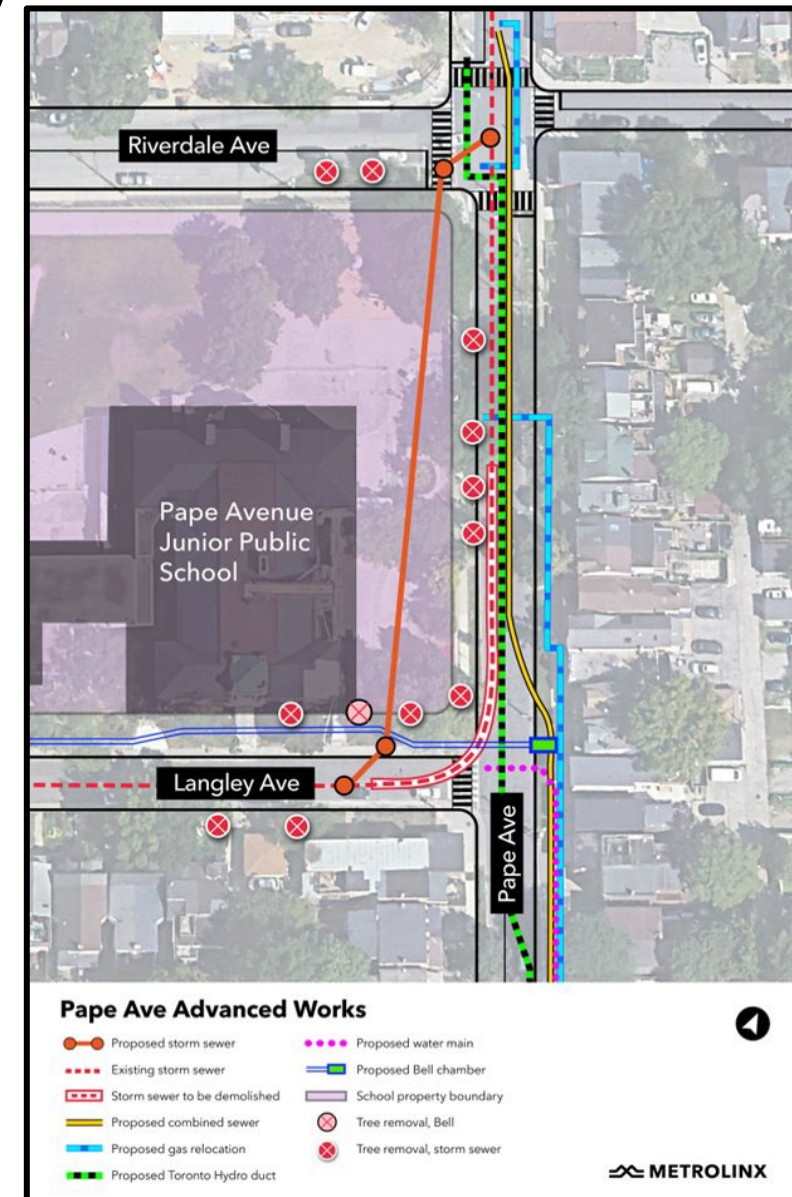 Riverdale Ave
Pape Avenue
Junior Public
School
Langley Ave
Pape Ave
Pape Ave Advanced Works
Proposed storm sewer
Existing storm sewer
Storm sewer to be demolished
Proposed combined sewer
Proposed gas relocation
Proposed Toronto Hydro duct
Proposed water main
Proposed Bell chamber
School property boundary
Tree removal, Bell
Tree removal, storm sewer
METROLINX